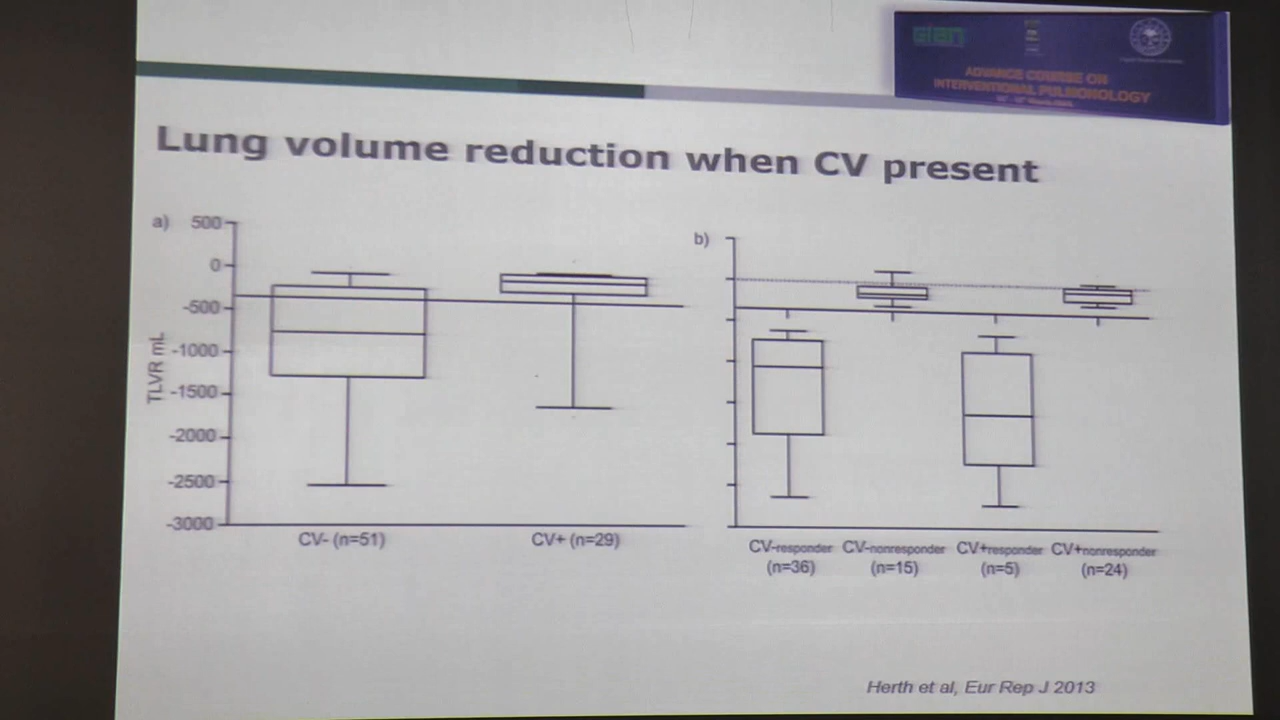 GIAN
ADVANCE COURSE ON
INTERVENTIONAL PULMONOLOGY
Lung volume reduction when CV present
a)
500
0
-500
-1000
-1500
-2000
-2500
-3000
TLVR mL
CV- (n=51)
CV+ (n=29)
b)
CV-responder
(n=36)
CV-nonresponder
(n=15)
CV+responder
(n=5)
CV+nonresponder
(n=24)
Herth et al, Eur Rep J 2013